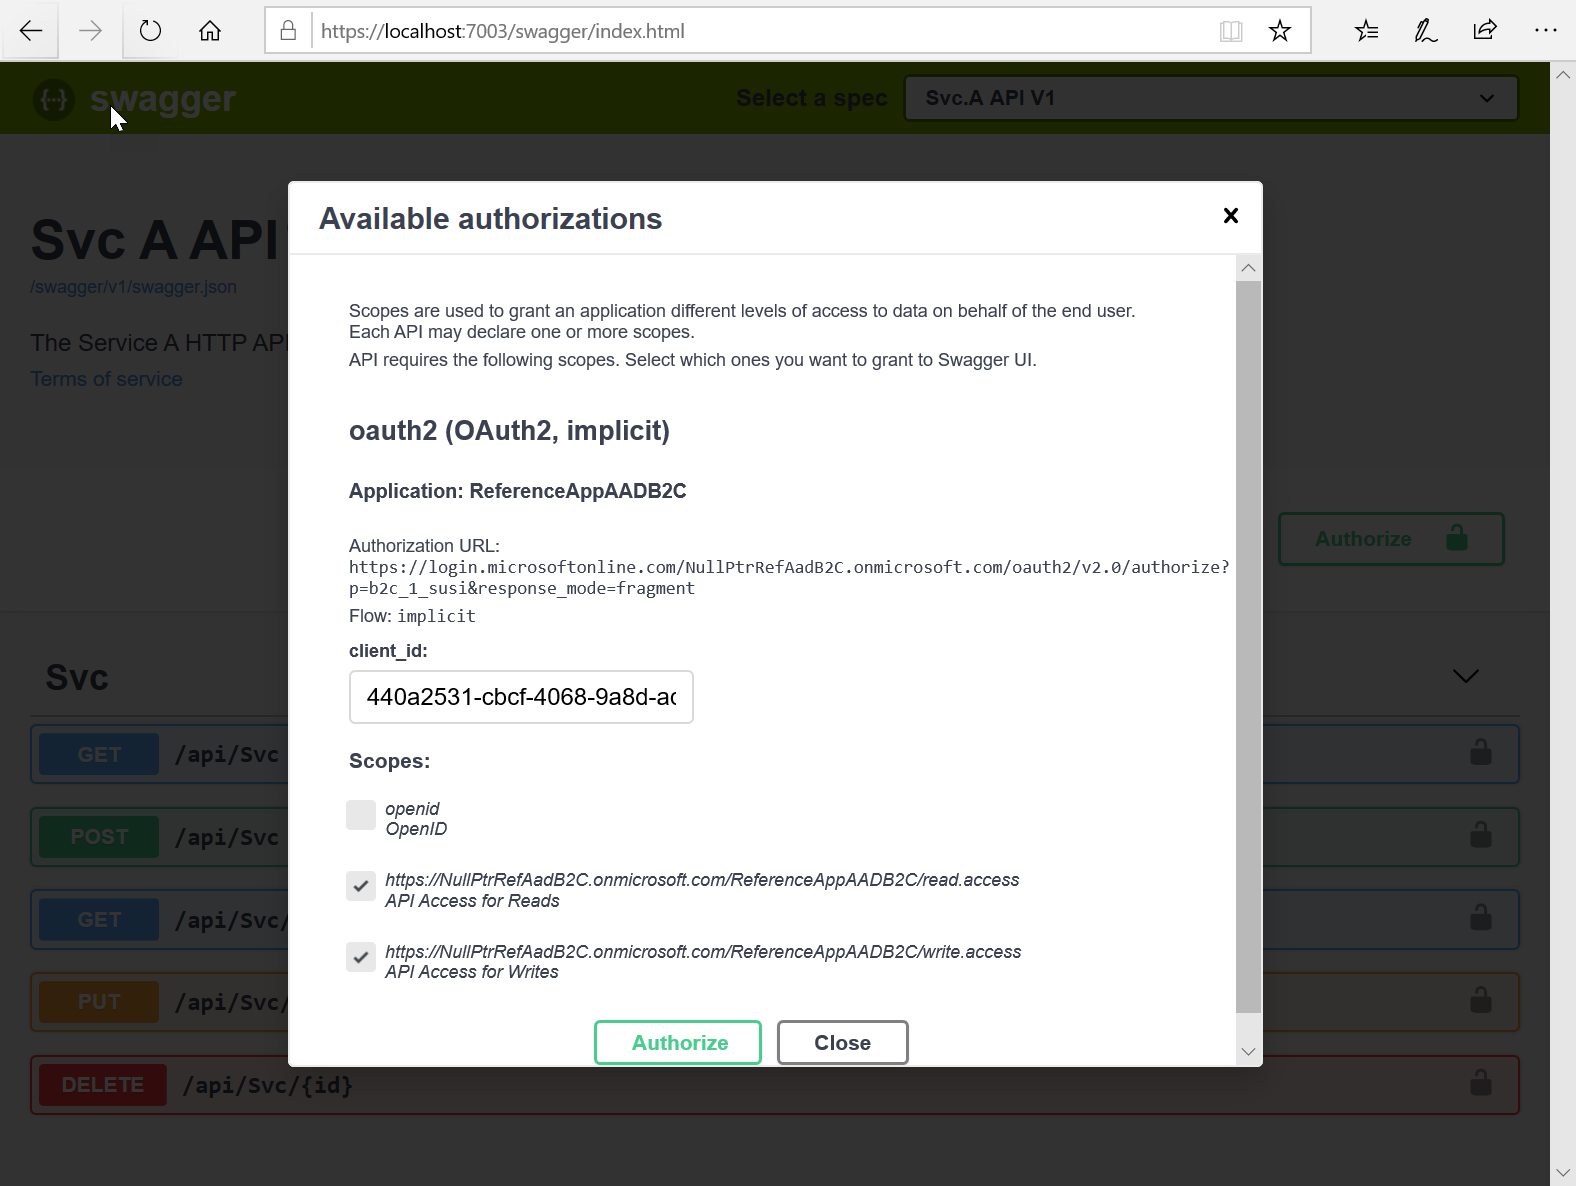 https://localhost:7003/swagger/index.html
{···} swagger
Select a spec
Svc.A API V1
Svc A API
/swagger/v1/swagger.json
The Service A HTTP API
Terms of service
Authorize
Svc
GET /api/Svc
POST /api/Svc
GET /api/Svc/
PUT /api/Svc/
DELETE /api/Svc/{id}
Available authorizations
Scopes are used to grant an application different levels of access to data on behalf of the end user.
Each API may declare one or more scopes.
API requires the following scopes. Select which ones you want to grant to Swagger UI.
oauth2 (OAuth2, implicit)
Application: ReferenceAppAADB2C
Authorization URL:
https://login.microsoftonline.com/NullPtrRefAadB2C.onmicrosoft.com/oauth2/v2.0/authorize?
p=b2c_1_susi&response_mode=fragment
Flow: implicit
client_id:
440a2531-cbcf-4068-9a8d-ac
Scopes:
openid
OpenID
https://NullPtrRefAadB2C.onmicrosoft.com/ReferenceAppAADB2C/read.access
API Access for Reads
https://NullPtrRefAadB2C.onmicrosoft.com/ReferenceAppAADB2C/write.access
API Access for Writes
Authorize
Close